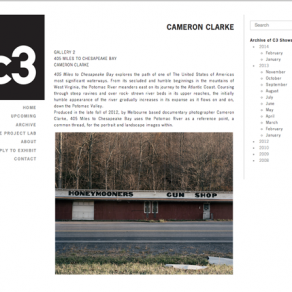 c3
HOME
UPCOMING
ARCHIVE
E PROJECT LAB
ABOUT
PLY TO EXHIBIT
CONTACT
CAMERON CLARKE
GALLERY 2
405 MILES TO CHESAPEAKE BAY
CAMERON CLARKE
405 Miles to Chesapeake Bay explores the path of one of The United States of Americas
most significant waterways. From its secluded and humble beginnings in the mountains of
West Virginia, the Potomac River meanders east on its journey to the Atlantic Coast. Coursing
through steep ravines and over rock strewn river beds in its upper reaches, the initially
humble appearance of the river gradually increases in its expanse as it flows on and on,
down the Potomac Valley.
Produced in the late fall of 2012, by Melbourne based documentary photographer Cameron
Clarke, 405 Miles to Chesapeake Bay uses the Potomac River as a reference point, a
common thread, for the portrait and landscape images within.
HONEYMOONERS GUN SHOP
Search
Archive of C3 Shows
2014
February
January
2013
November
October
September
August
July
June
May
April
March
February
January
2012
2010
2009
2008